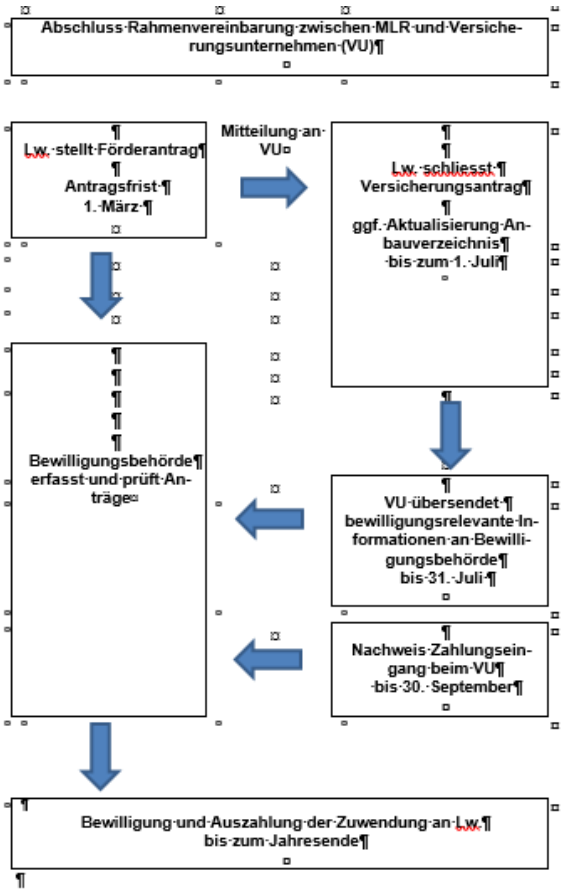 Abschluss Rahmenvereinbarung zwischen MLR und Versiche-
rungsunternehmen (VU)¶
Lw. stellt Förderantrag¶
¶
Antragsfrist ¶
1. März ¶
Mitteilung an
VU
Lw. schliesst ¶
Versicherungsantrag¶
¶
ggf. Aktualisierung An-
bauverzeichnis¶
bis zum 1. Juli¶
Bewilligungsbehörde¶
erfasst und prüft An-
träge
VU übersendet ¶
bewilligungsrelevante In-
formationen an Bewilli-
gungsbehörde¶
bis 31. Juli ¶
Nachweis Zahlungsein-
gang beim VU¶
bis 30. September¶
Bewilligung und Auszahlung der Zuwendung an Lw.¶
bis zum Jahresende¶